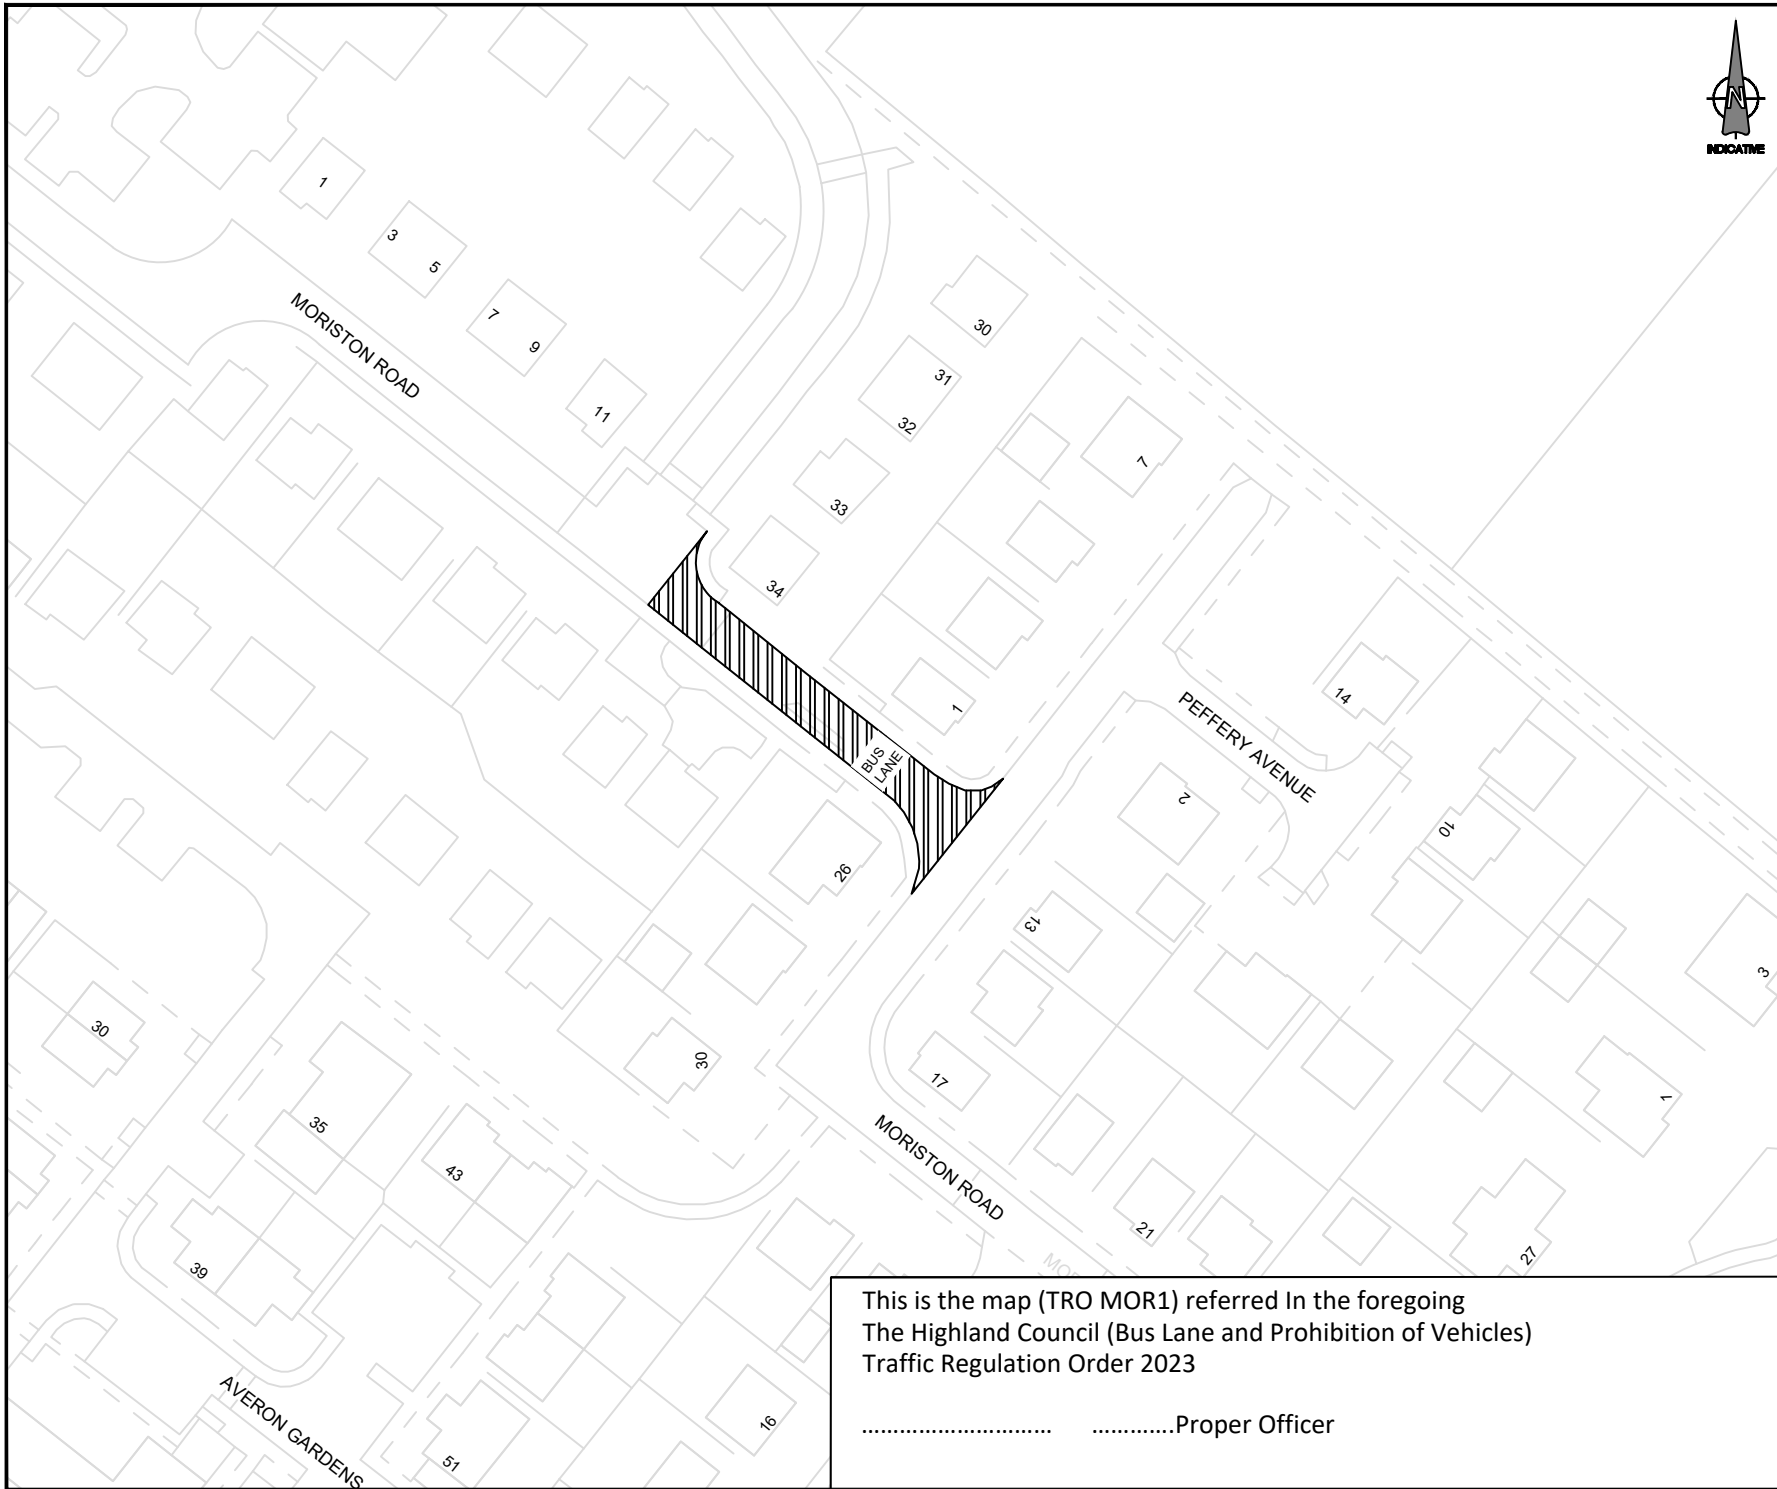 N
INDICATIVE
1
3
5
7
9
11
MORISTON ROAD
30
31
32
33
34
7
1
14
PEFFERY AVENUE
BUS
LANE
2
10
26
13
3
30
30
17
7
35
43
MORISTON ROAD
21
27
39
16
AVERON GARDENS
51
This is the map (TRO MOR1) referred In the foregoing
The Highland Council (Bus Lane and Prohibition of Vehicles)
Traffic Regulation Order 2023
............................ ............Proper Officer